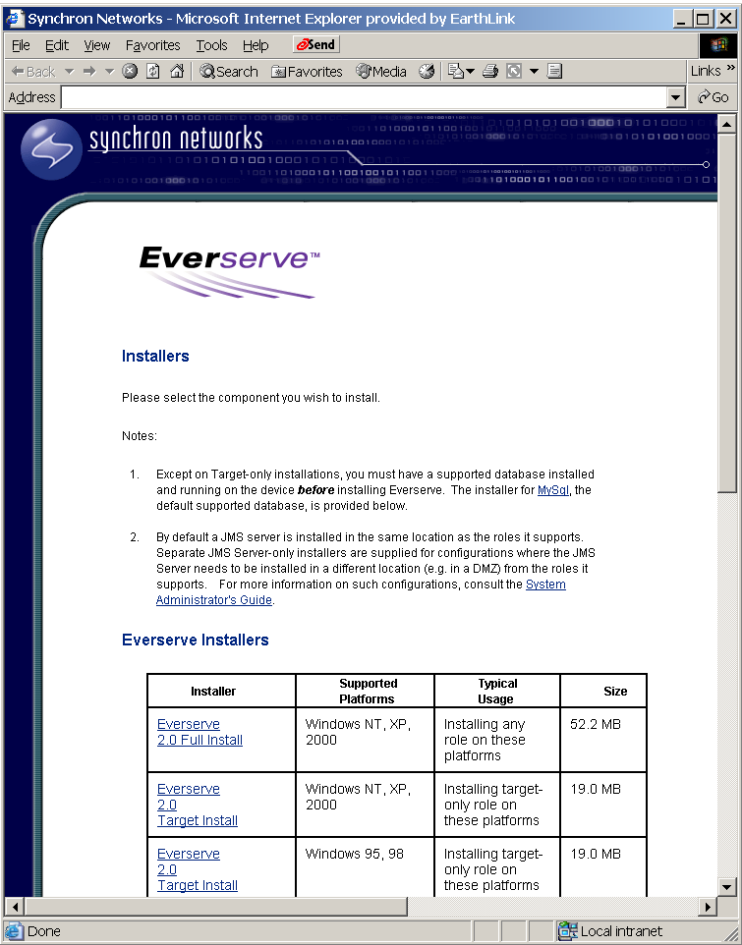 Synchron Networks - Microsoft Internet Explorer provided by EarthLink
File Edit View Favorites Tools Help Send
Back Search Favorites Media Links »
Address Go
synchron networks
Everserve™
Installers
Please select the component you wish to install.
Notes:
1. Except on Target-only installations, you must have a supported database installed
and running on the device before installing Everserve. The installer for MySql, the
default supported database, is provided below.
2. By default a JMS server is installed in the same location as the roles it supports.
Separate JMS Server-only installers are supplied for configurations where the JMS
Server needs to be installed in a different location (e.g. in a DMZ) from the roles it
supports. For more information on such configurations, consult the System
Administrator's Guide.
Everserve Installers
Installer Supported Platforms Typical Usage Size
Everserve 2.0 Full Install Windows NT, XP, 2000 Installing any role on these platforms 52.2 MB
Everserve 2.0 Target Install Windows NT, XP, 2000 Installing target-only role on these platforms 19.0 MB
Everserve 2.0 Target Install Windows 95, 98 Installing target-only role on these platforms 19.0 MB
Done Local intranet